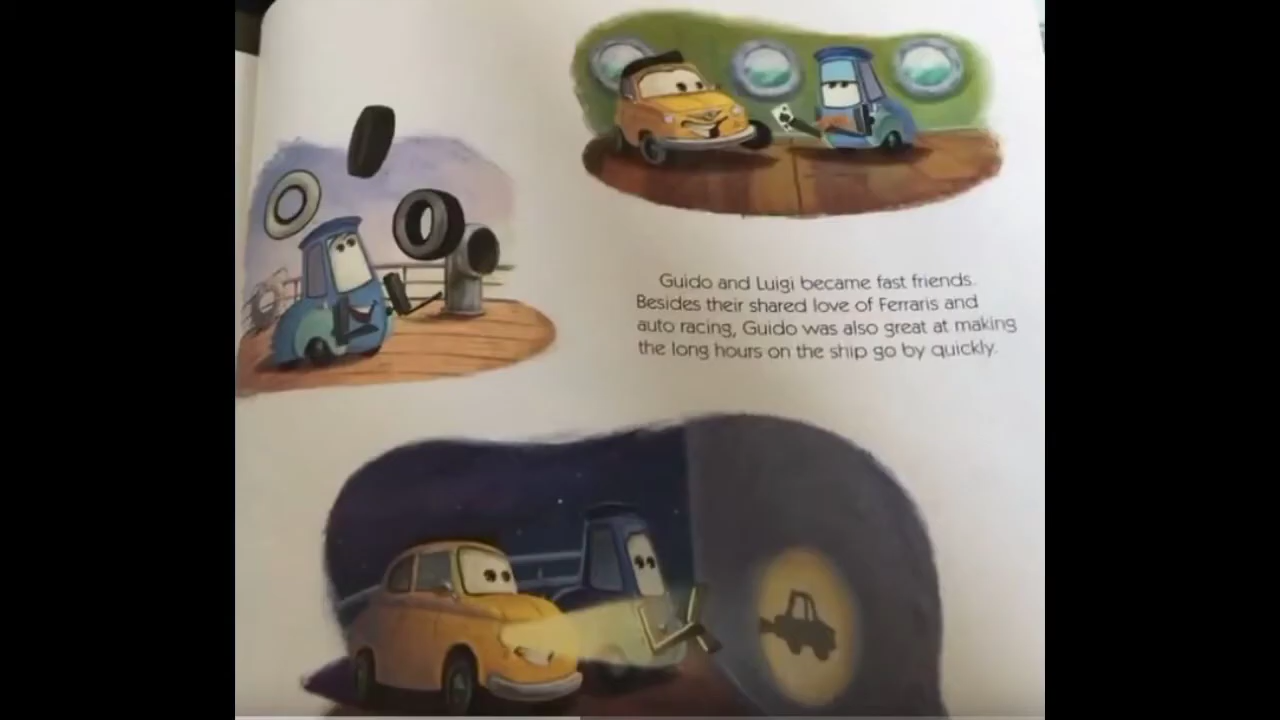 Guido and Luigi became fast friends.
Besides their shared love of Ferraris and
auto racing, Guido was also great at making
the long hours on the ship go by quickly.